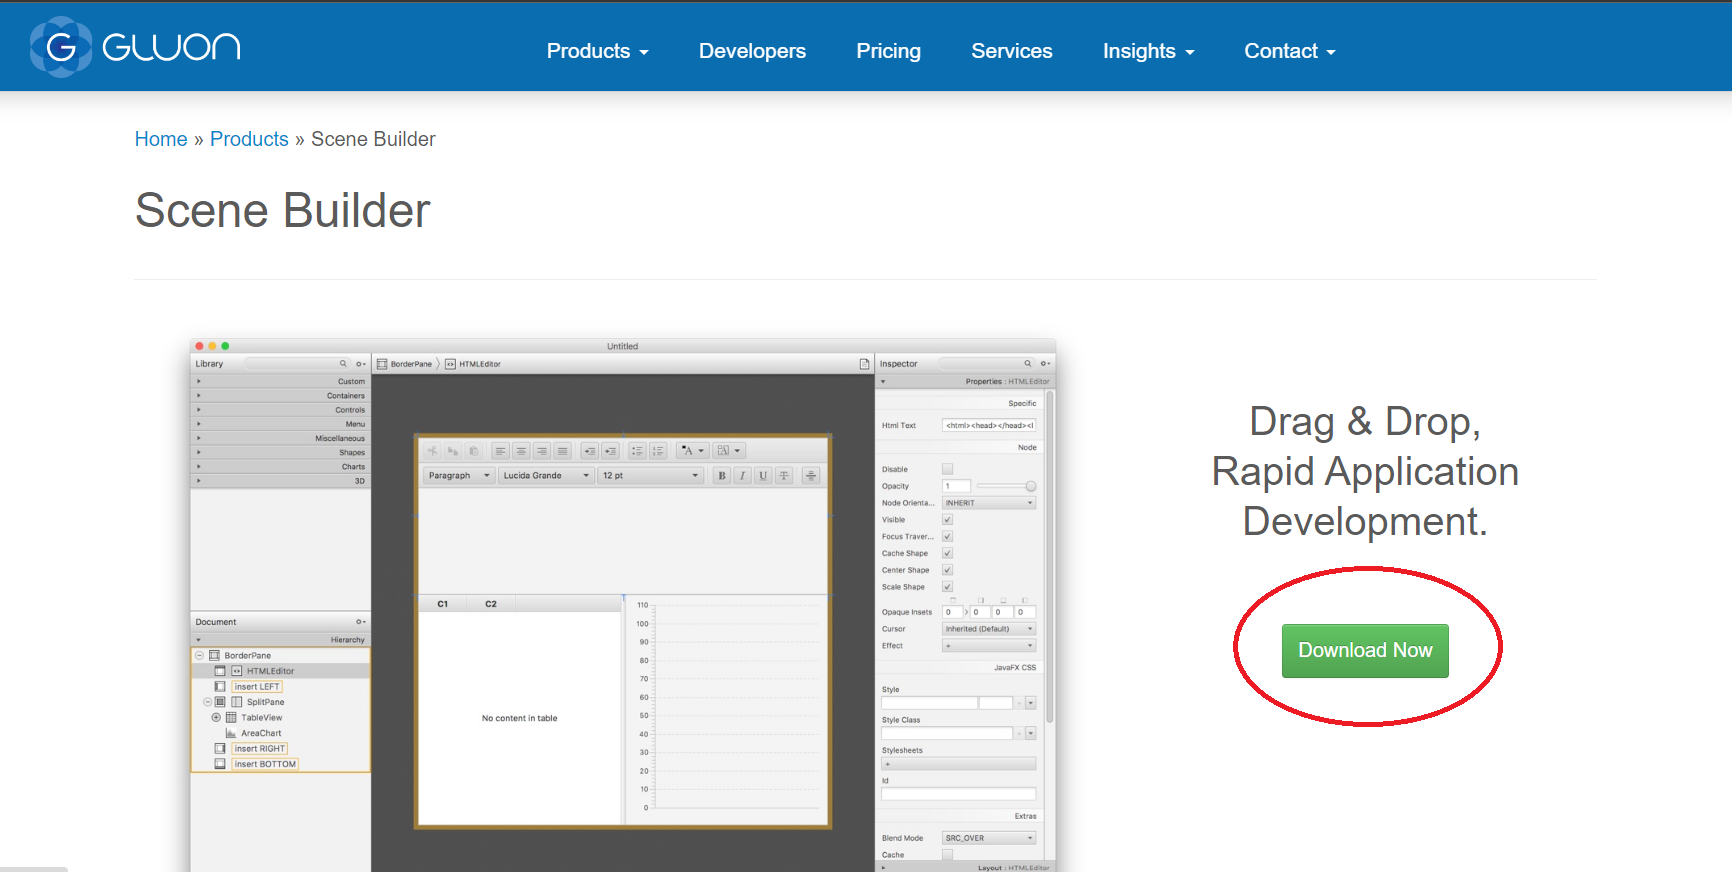 GLUON
Products Developers Pricing Services Insights Contact
Home » Products » Scene Builder
Scene Builder
Untitled
Library
BorderPane HTMLEditor
Inspector
Custom
Containers
Controls
Menu
Miscellaneous
Shapes
Charts
3D
Paragraph Lucida Grande 12 pt B I U T
C1 C2
No content in table
110
100
90
80
70
60
50
40
30
20
10
0
Document
Hierarchy
BorderPane
HTMLEditor
insert LEFT
SplitPane
TableView
AreaChart
insert RIGHT
insert BOTTOM
Properties : HTMLEditor
Specific
Html Text <html><head></head><l
Node
Disable
Opacity 1
Node Orienta... INHERIT
Visible
Focus Traver...
Cache Shape
Center Shape
Scale Shape
Opaque Insets 0 0 0 0
Cursor Inherited (Default)
Effect +
JavaFX CSS
Style
Style Class
Stylesheets
+
Id
Extras
Blend Mode SRC_OVER
Cache
Layout : HTMLEditor
Drag & Drop,
Rapid Application
Development.
Download Now